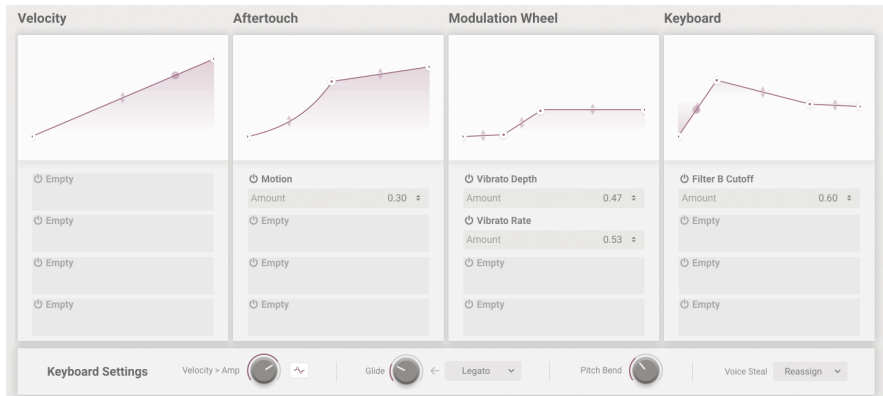 Velocity
Aftertouch
Modulation Wheel
Keyboard
Empty
Motion
Vibrato Depth
Filter B Cutoff
Amount 0.30
Amount 0.47
Amount 0.60
Empty
Empty
Vibrato Rate
Empty
Amount 0.53
Empty
Empty
Empty
Empty
Empty
Empty
Empty
Empty
Keyboard Settings
Velocity > Amp
Glide
Legato
Pitch Bend
Voice Steal
Reassign